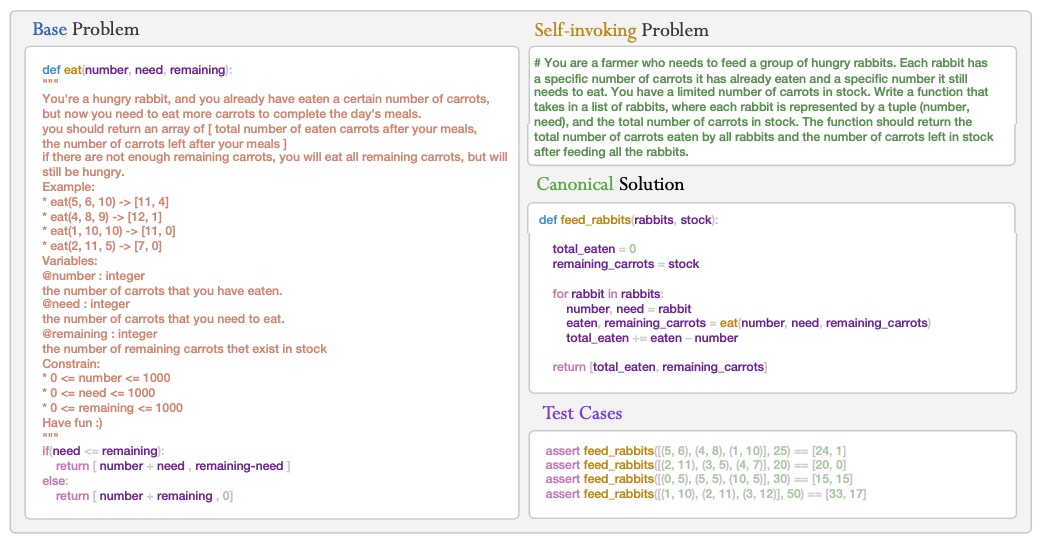 Base Problem
def eat(number, need, remaining):
"""
You're a hungry rabbit, and you already have eaten a certain number of carrots,
but now you need to eat more carrots to complete the day's meals.
you should return an array of [ total number of eaten carrots after your meals,
the number of carrots left after your meals ]
if there are not enough remaining carrots, you will eat all remaining carrots, but will
still be hungry.
Example:
* eat(5, 6, 10) -> [11, 4]
* eat(4, 8, 9) -> [12, 1]
* eat(1, 10, 10) -> [11, 0]
* eat(2, 11, 5) -> [7, 0]
Variables:
@number : integer
the number of carrots that you have eaten.
@need : integer
the number of carrots that you need to eat.
@remaining : integer
the number of remaining carrots thet exist in stock
Constrain:
* 0 <= number <= 1000
* 0 <= need <= 1000
* 0 <= remaining <= 1000
Have fun :)
"""
if(need <= remaining):
return [ number + need , remaining-need ]
else:
return [ number + remaining , 0]
Self-invoking Problem
# You are a farmer who needs to feed a group of hungry rabbits. Each rabbit has
a specific number of carrots it has already eaten and a specific number it still
needs to eat. You have a limited number of carrots in stock. Write a function that
takes in a list of rabbits, where each rabbit is represented by a tuple (number,
need), and the total number of carrots in stock. The function should return the
total number of carrots eaten by all rabbits and the number of carrots left in stock
after feeding all the rabbits.
Canonical Solution
def feed_rabbits(rabbits, stock):
total_eaten = 0
remaining_carrots = stock
for rabbit in rabbits:
number, need = rabbit
eaten, remaining_carrots = eat(number, need, remaining_carrots)
total_eaten += eaten - number
return [total_eaten, remaining_carrots]
Test Cases
assert feed_rabbits([(5, 6), (4, 8), (1, 10)], 25) == [24, 1]
assert feed_rabbits([(2, 11), (3, 5), (4, 7)], 20) == [20, 0]
assert feed_rabbits([(0, 5), (5, 5), (10, 5)], 30) == [15, 15]
assert feed_rabbits([(1, 10), (2, 11), (3, 12)], 50) == [33, 17]